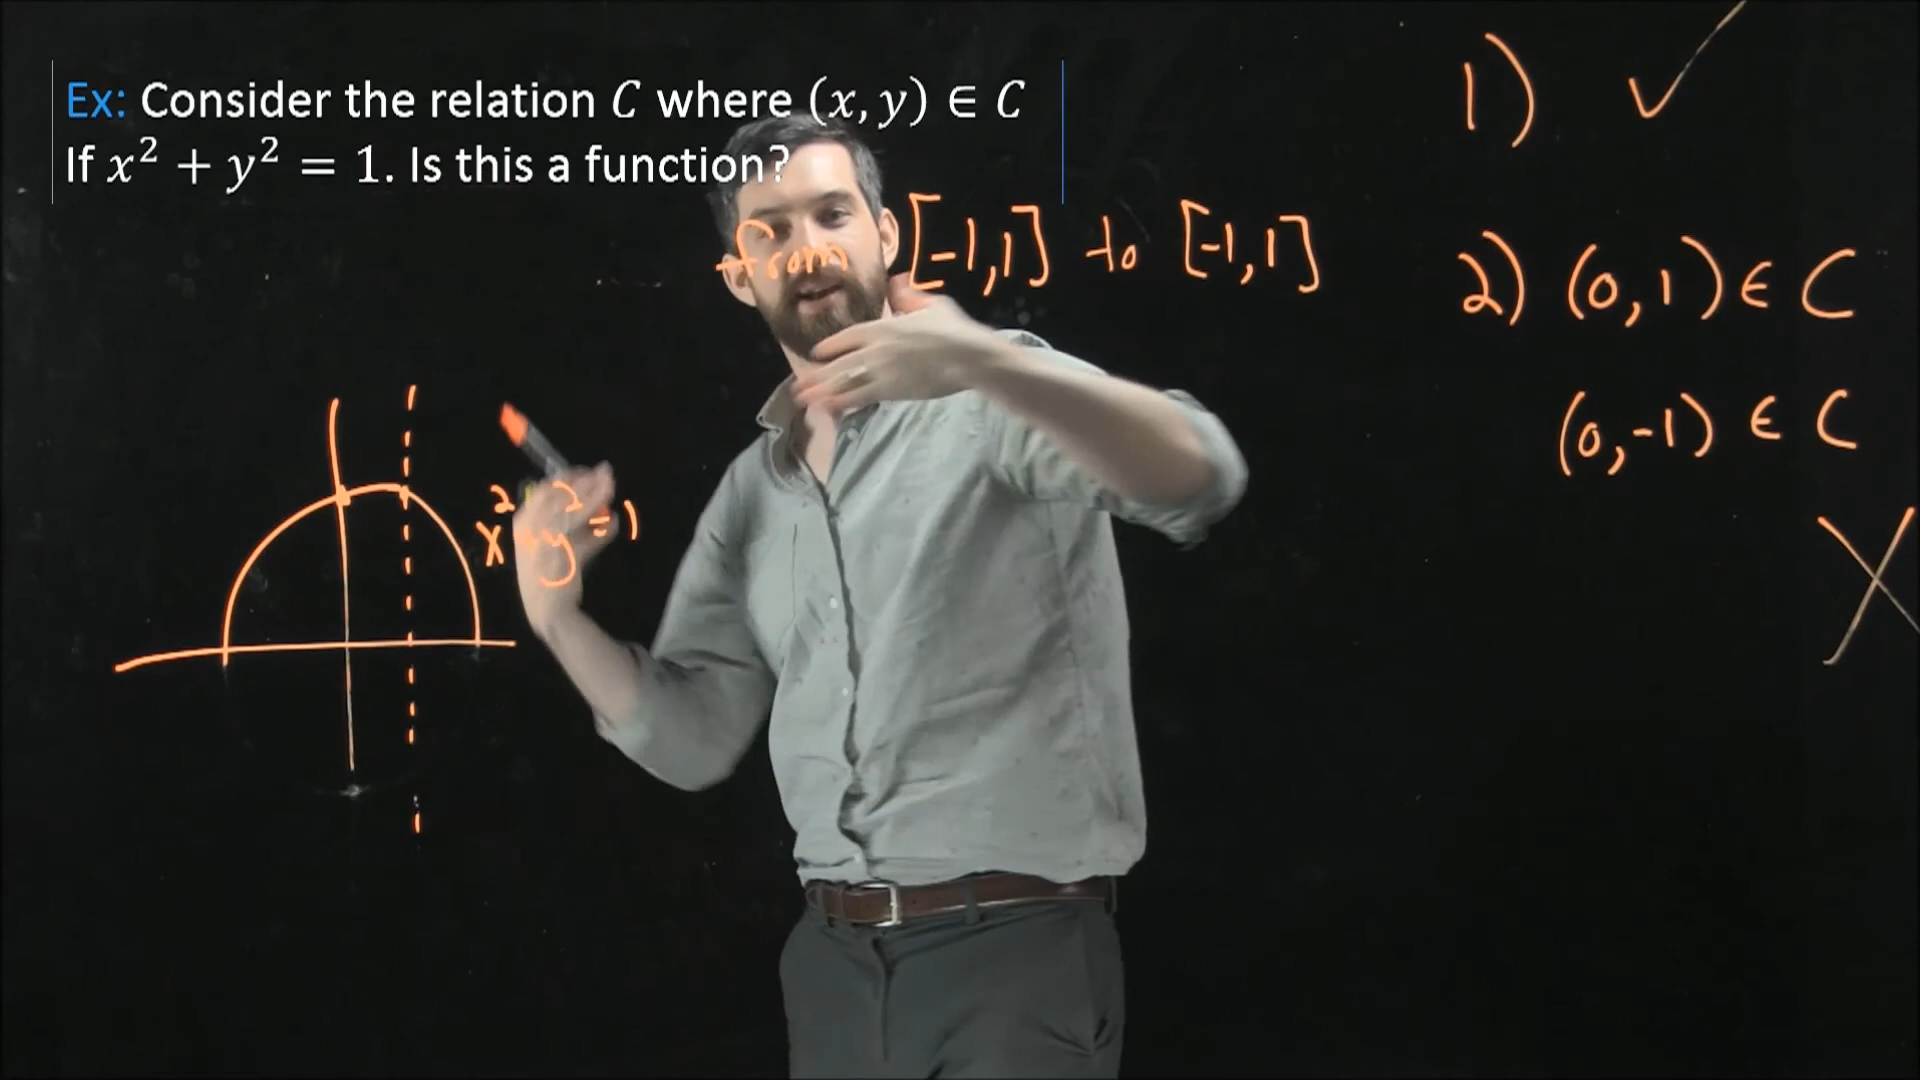 Ex: Consider the relation C where (x, y) ∈ C
If x² + y² = 1. Is this a function?
from [-1,1] to [-1,1]
x² + y² = 1
1) ✓
2) (0,1) ∈ C
(0,-1) ∈ C
X